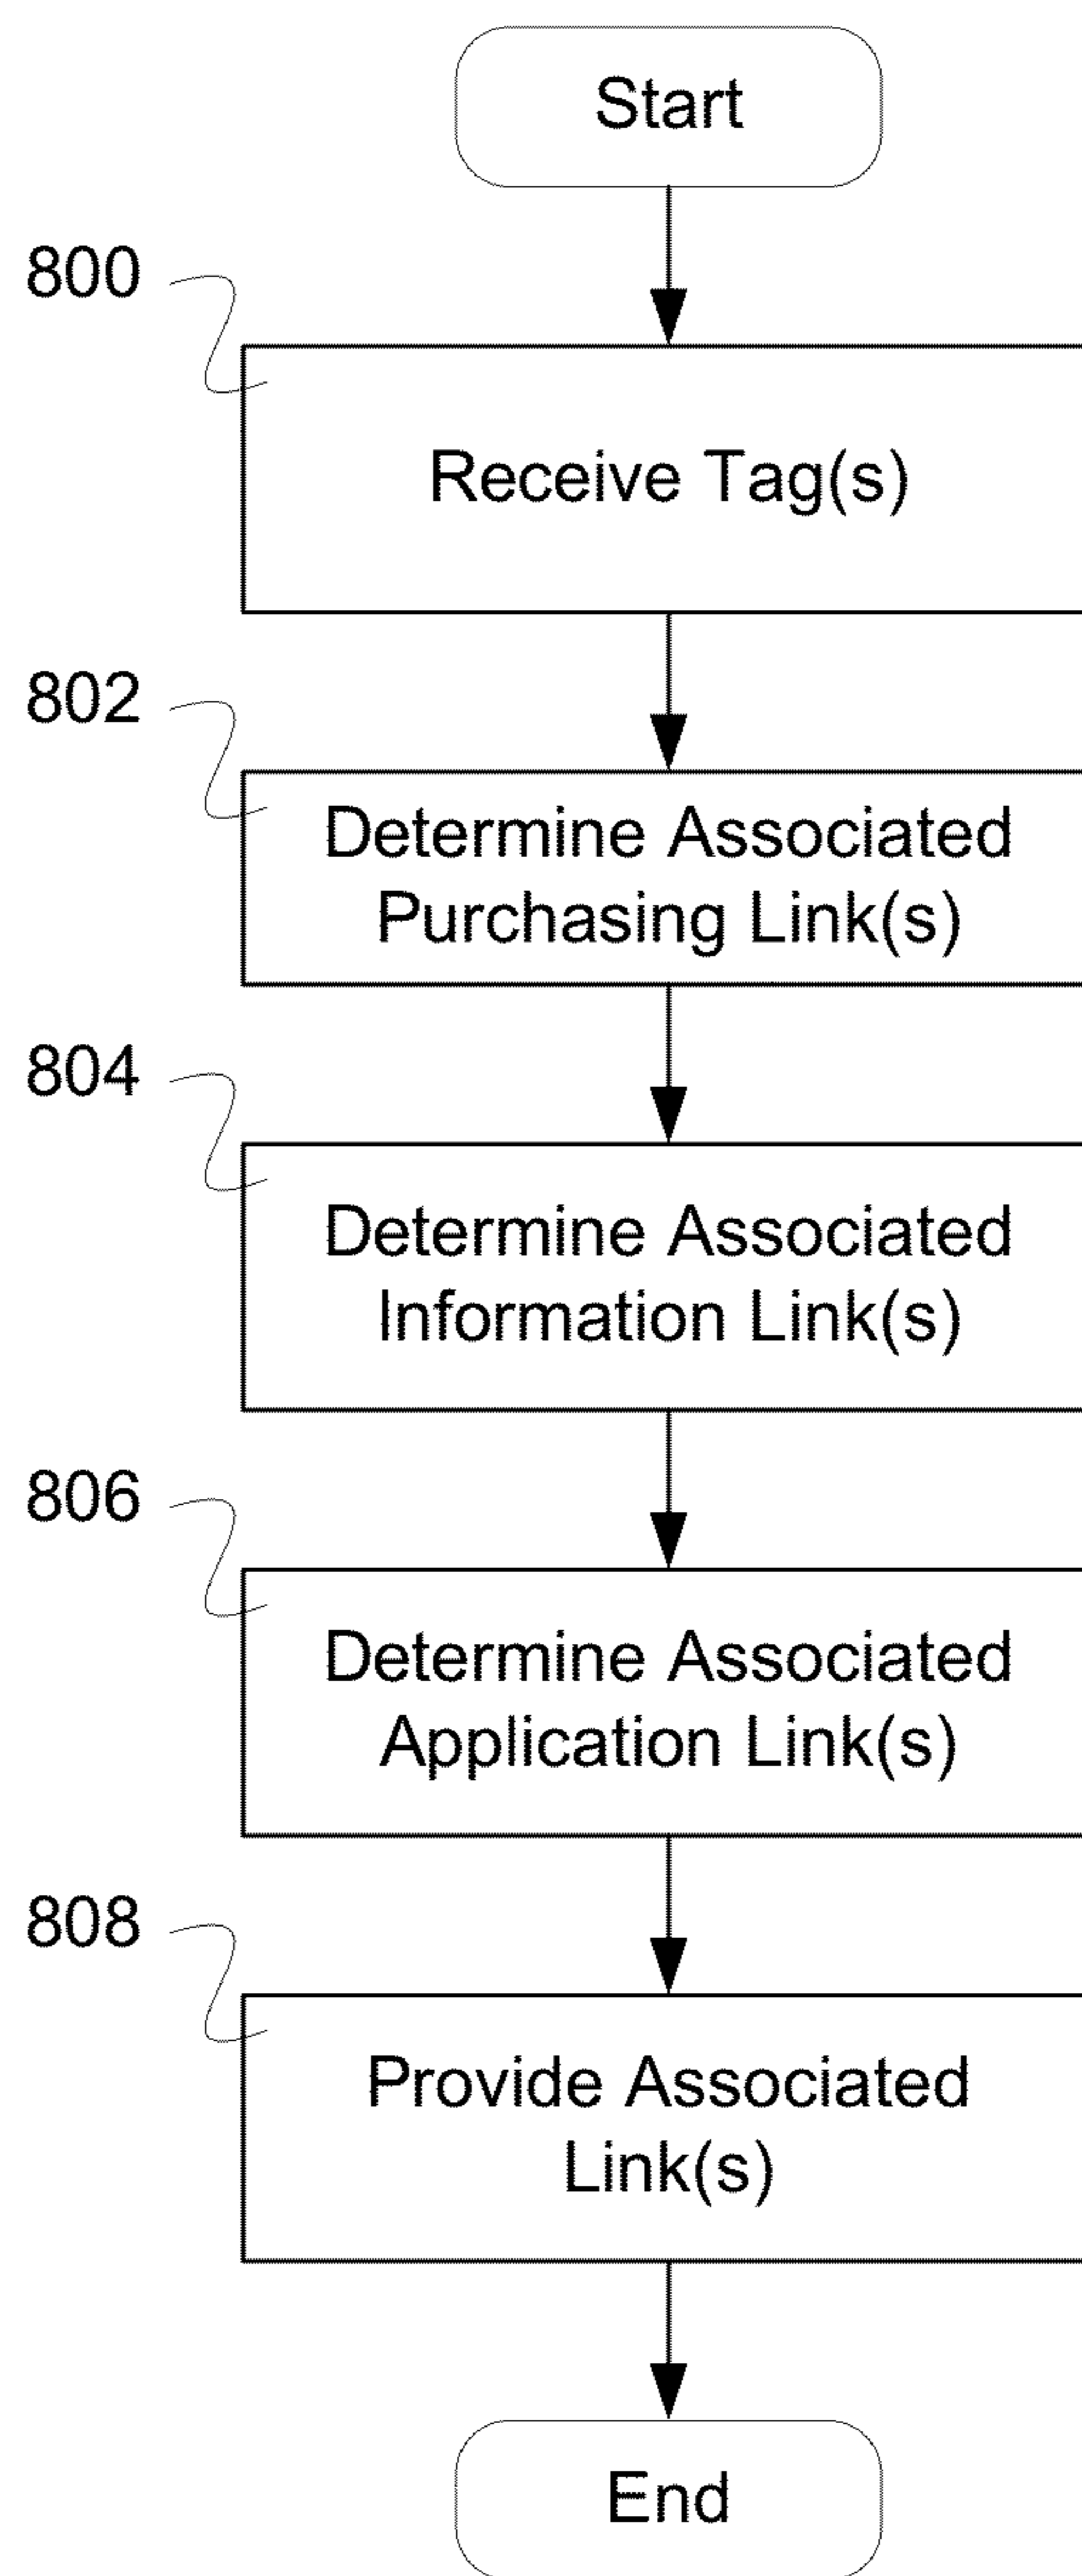 Start
800
Receive Tag(s)
802
Determine Associated
Purchasing Link(s)
804
Determine Associated
Information Link(s)
806
Determine Associated
Application Link(s)
808
Provide Associated
Link(s)
End